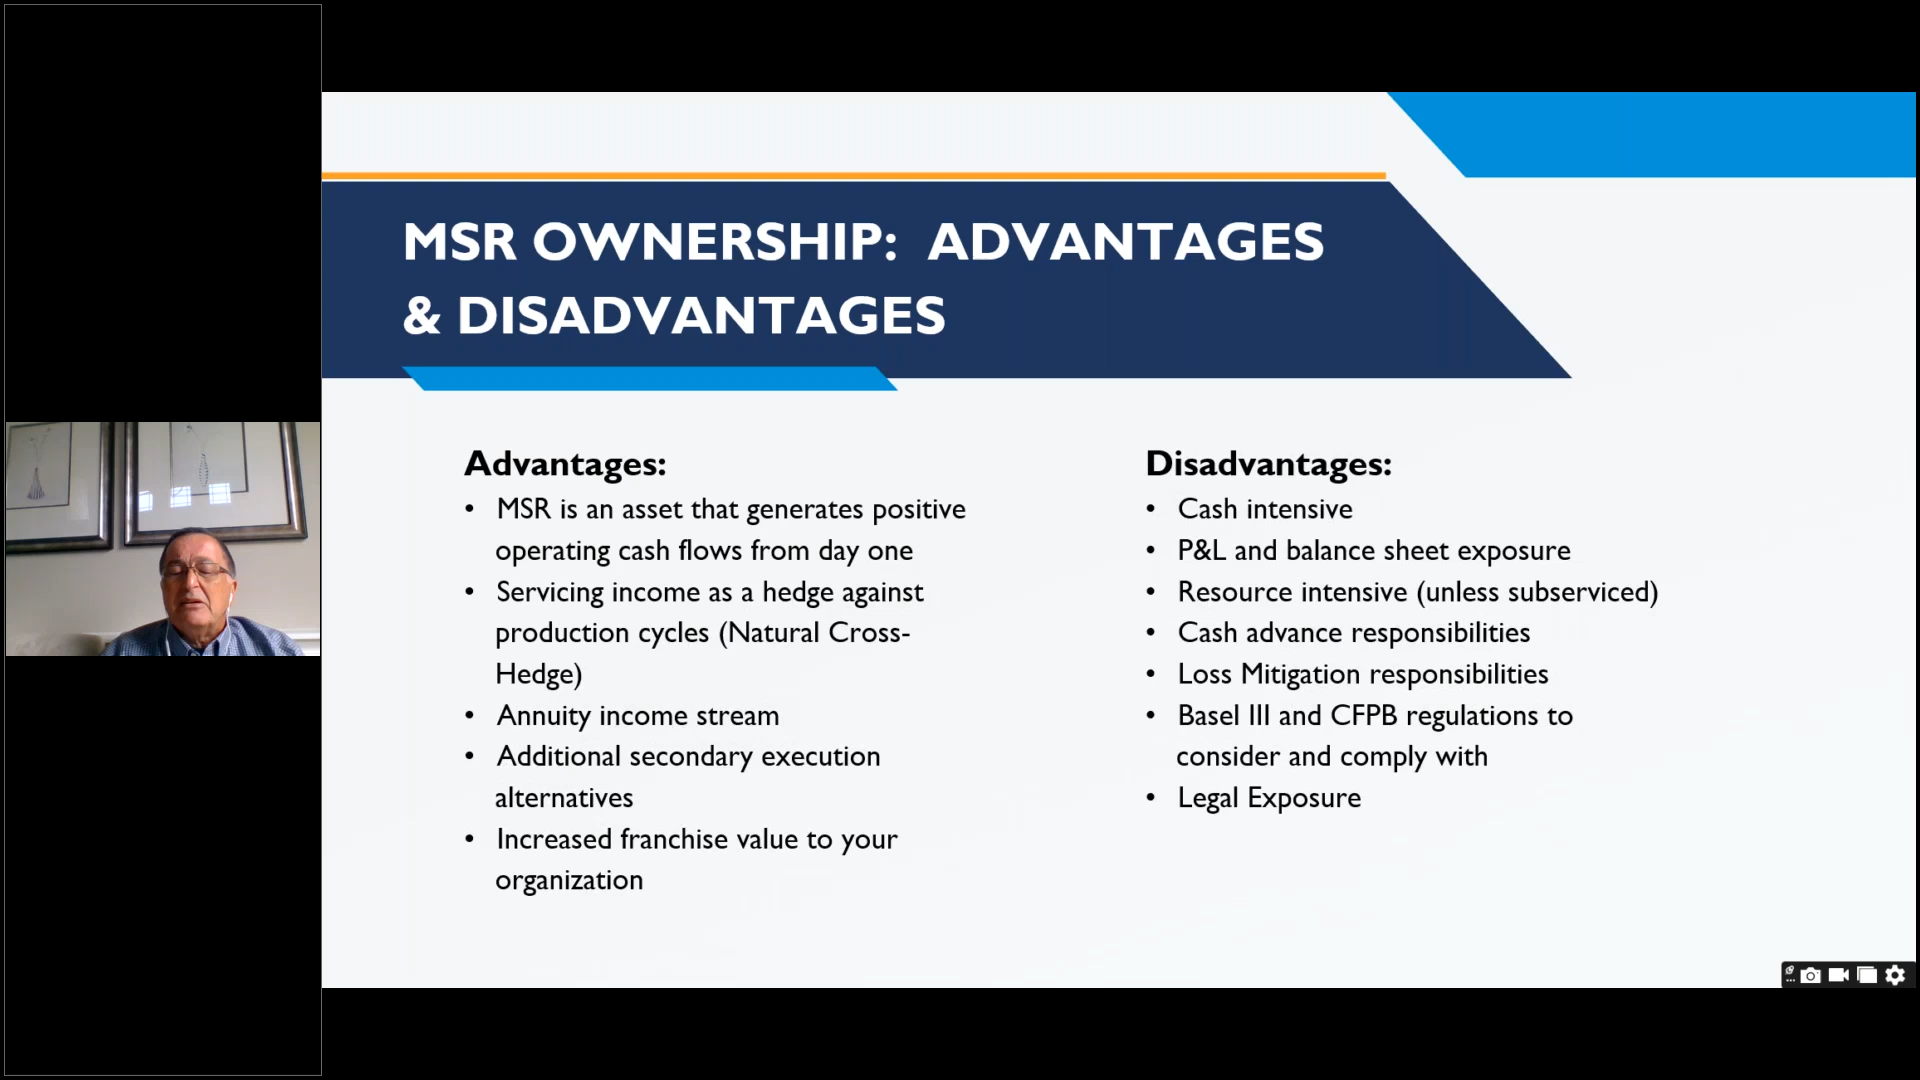 MSR OWNERSHIP:  ADVANTAGES
& DISADVANTAGES
Advantages:
• MSR is an asset that generates positive
operating cash flows from day one
• Servicing income as a hedge against
production cycles (Natural Cross-
Hedge)
• Annuity income stream
• Additional secondary execution
alternatives
• Increased franchise value to your
organization
Disadvantages:
• Cash intensive
• P&L and balance sheet exposure
• Resource intensive (unless subserviced)
• Cash advance responsibilities
• Loss Mitigation responsibilities
• Basel III and CFPB regulations to
consider and comply with
• Legal Exposure